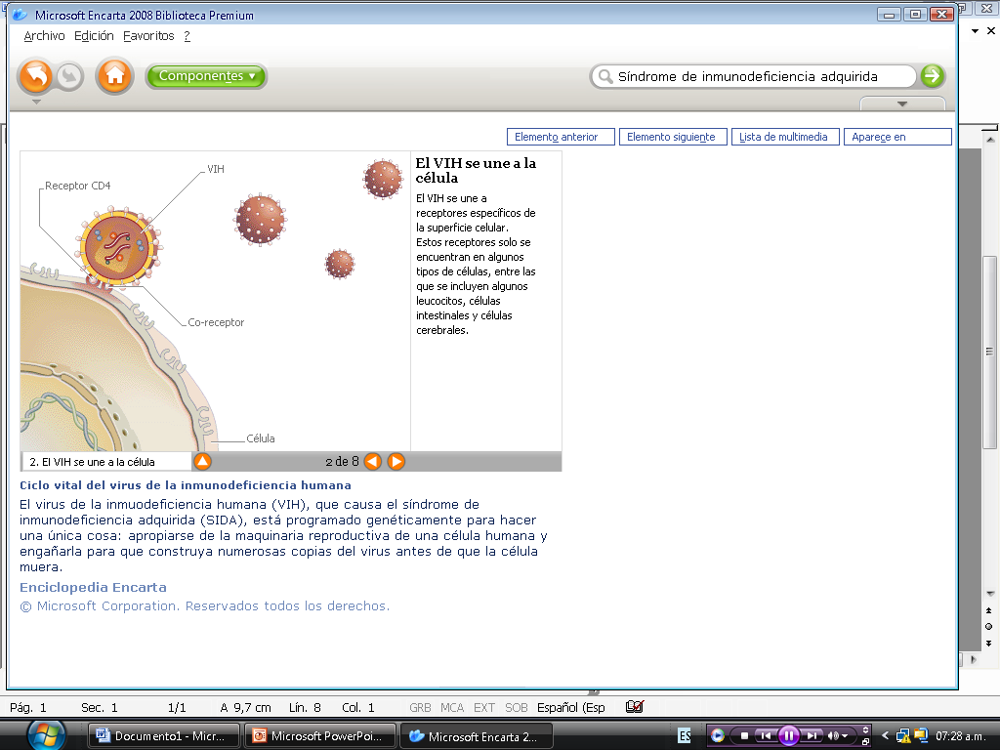 Microsoft Encarta 2008 Biblioteca Premium
Archivo Edición Favoritos ?
Componentes
Síndrome de inmunodeficiencia adquirida
Elemento anterior
Elemento siguiente
Lista de multimedia
Aparece en
VIH
Receptor CD4
Co-receptor
Célula
El VIH se une a la
célula
El VIH se une a
receptores específicos de
la superficie celular.
Estos receptores solo se
encuentran en algunos
tipos de células, entre las
que se incluyen algunos
leucocitos, células
intestinales y células
cerebrales.
2. El VIH se une a la célula
2 de 8
Ciclo vital del virus de la inmunodeficiencia humana
El virus de la inmuodeficiencia humana (VIH), que causa el síndrome de
inmunodeficiencia adquirida (SIDA), está programado genéticamente para hacer
una única cosa: apropiarse de la maquinaria reproductiva de una célula humana y
engañarla para que construya numerosas copias del virus antes de que la célula
muera.
Enciclopedia Encarta
© Microsoft Corporation. Reservados todos los derechos.
Pág. 1 Sec. 1 1/1 A 9,7 cm Lín. 8 Col. 1 GRB MCA EXT SOB Español (Esp
Documento1 - Micr...
Microsoft PowerPoi...
Microsoft Encarta 2...
ES
07:28 a.m.